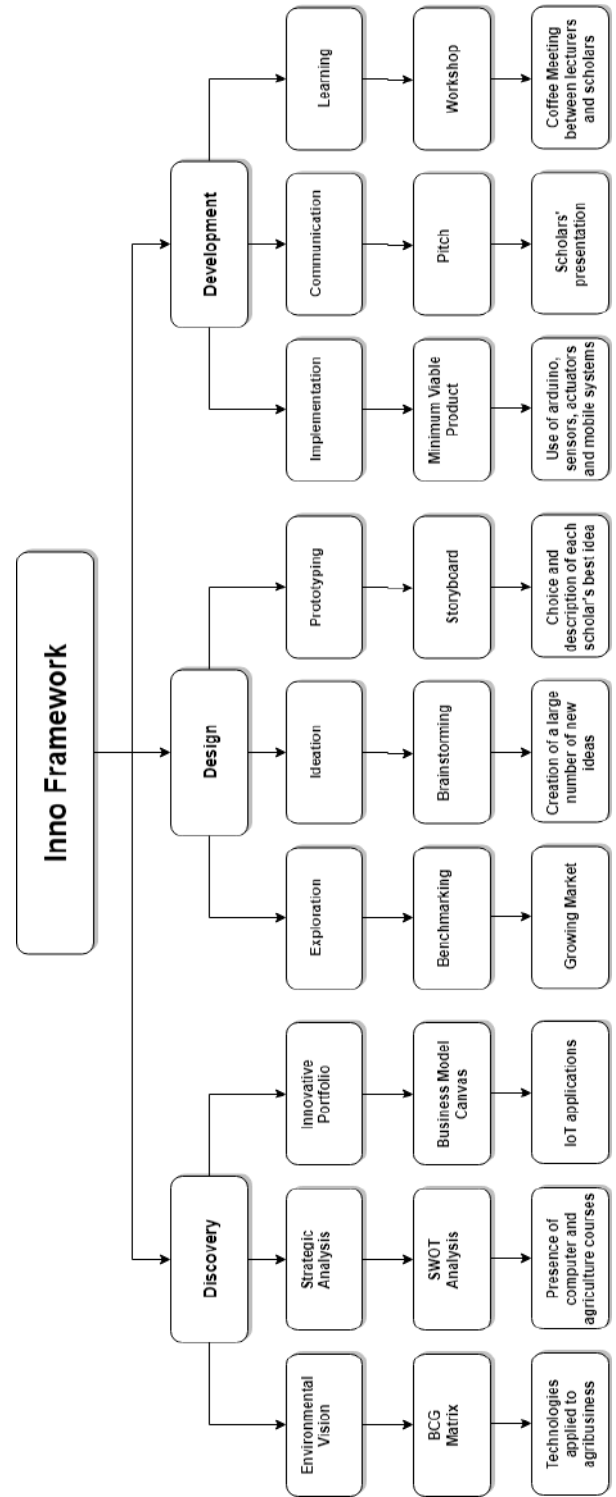 Inno Framework
Discovery
Design
Development
Environmental
Vision
Strategic
Analysis
Innovative
Portfolio
Exploration
Ideation
Prototyping
Implementation
Communication
Learning
BCG
Matrix
SWOT
Analysis
Business Model
Canvas
Benchmarking
Brainstorming
Storyboard
Minimum Viable
Product
Pitch
Workshop
Technologies
applied to
agribusiness
Presence of
computer and
agriculture courses
IoT applications
Growing Market
Creation of a large
number of new
ideas
Choice and
description of each
scholar's best idea
Use of arduino,
sensors, actuators
and mobile systems
Scholars'
presentation
Coffee Meeting
between lecturers
and scholars